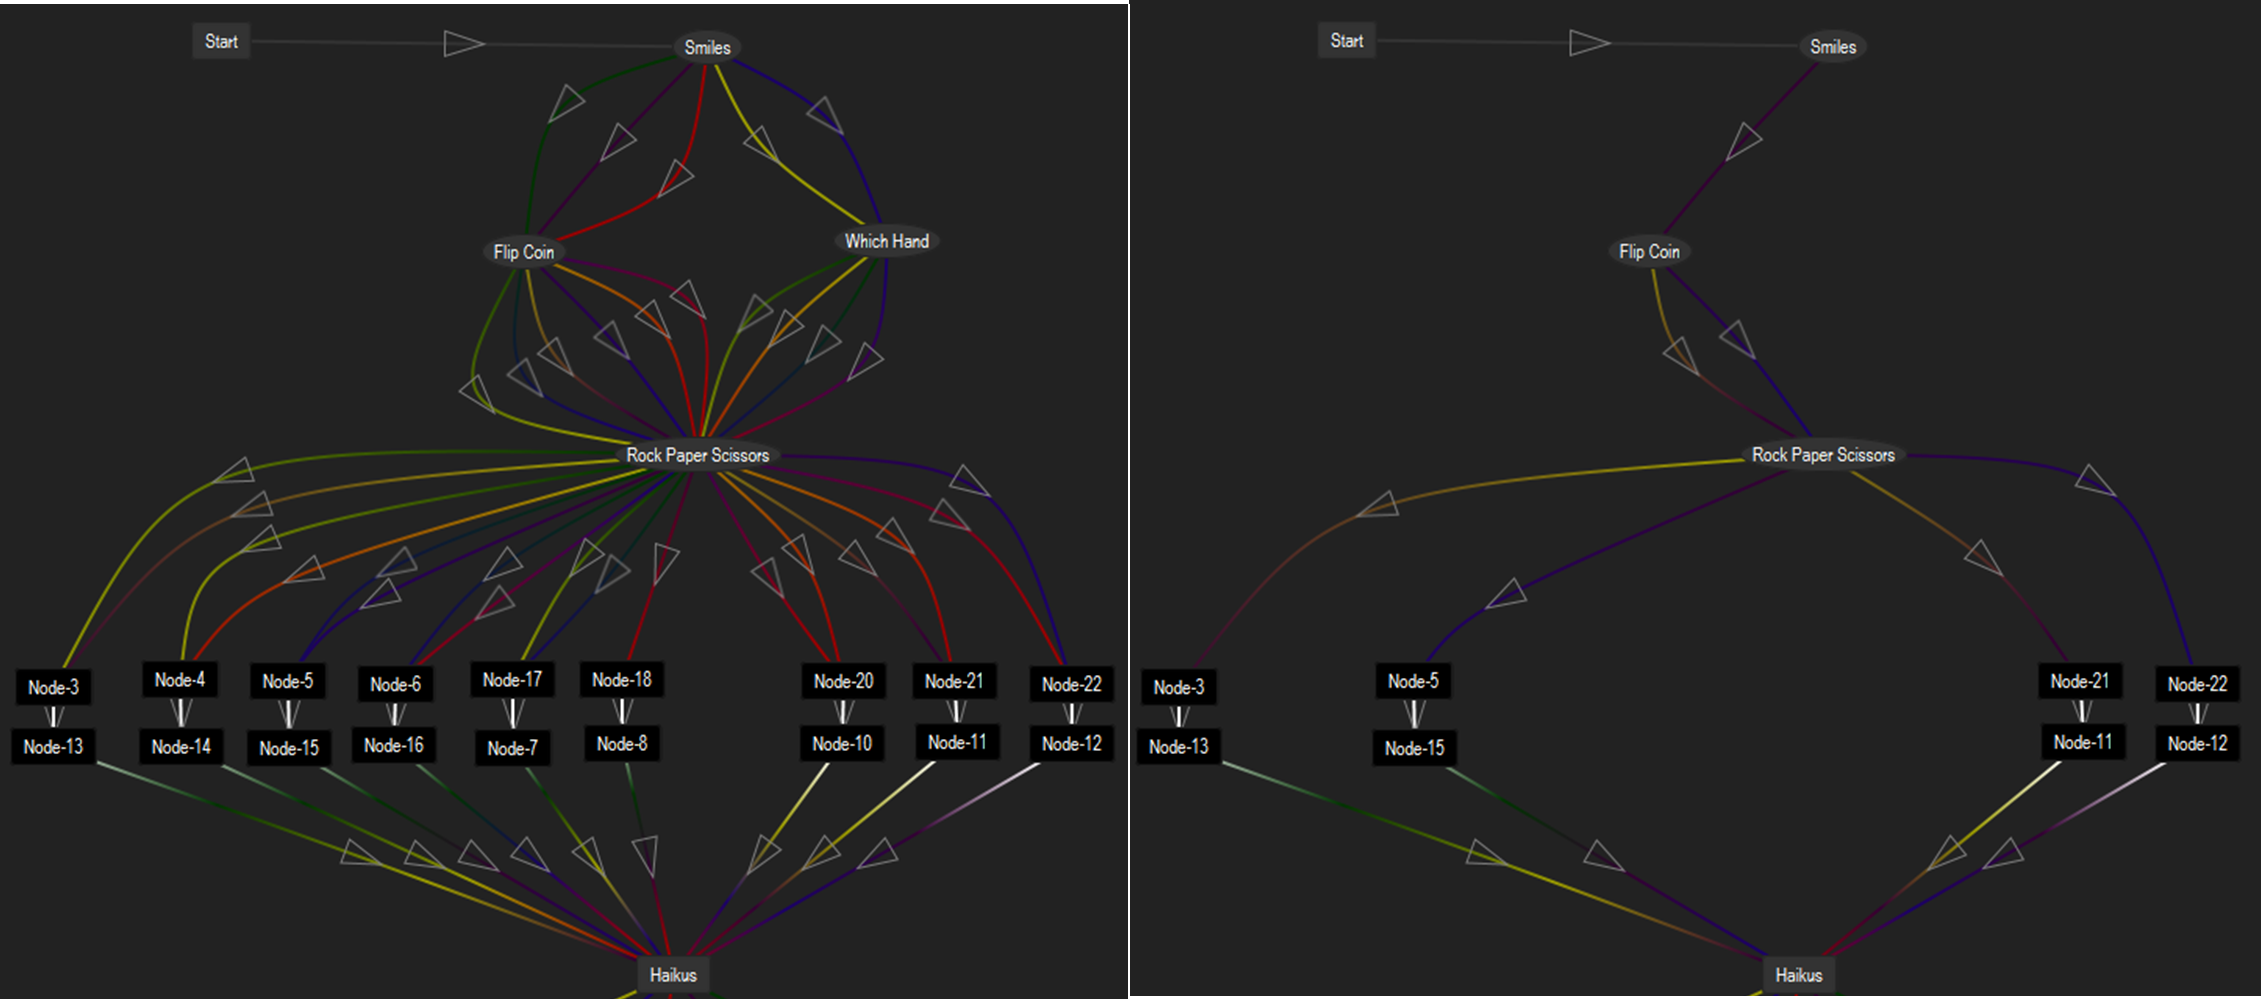 Start
Smiles
Flip Coin
Which Hand
Rock Paper Scissors
Node-3
Node-4
Node-5
Node-6
Node-17
Node-18
Node-20
Node-21
Node-22
Node-13
Node-14
Node-15
Node-16
Node-7
Node-8
Node-10
Node-11
Node-12
Haikus
Start
Smiles
Flip Coin
Rock Paper Scissors
Node-3
Node-5
Node-21
Node-22
Node-13
Node-15
Node-11
Node-12
Haikus